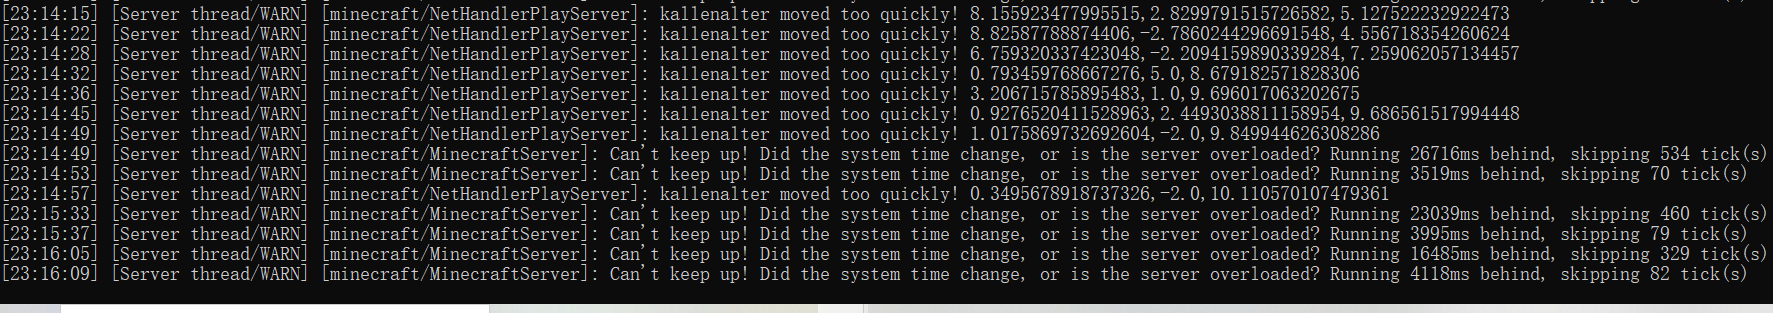 [23:14:15] [Server thread/WARN] [minecraft/NetHandlerPlayServer]: kallenalter moved too quickly! 8.155923477995515,2.8299791515726582,5.127522232922473
[23:14:22] [Server thread/WARN] [minecraft/NetHandlerPlayServer]: kallenalter moved too quickly! 8.82587788874406,-2.7860244296691548,4.556718354260624
[23:14:28] [Server thread/WARN] [minecraft/NetHandlerPlayServer]: kallenalter moved too quickly! 6.759320337423048,-2.2094159890339284,7.259062057134457
[23:14:32] [Server thread/WARN] [minecraft/NetHandlerPlayServer]: kallenalter moved too quickly! 0.793459768667276,5.0,8.679182571828306
[23:14:36] [Server thread/WARN] [minecraft/NetHandlerPlayServer]: kallenalter moved too quickly! 3.206715785895483,1.0,9.696017063202675
[23:14:45] [Server thread/WARN] [minecraft/NetHandlerPlayServer]: kallenalter moved too quickly! 0.9276520411528963,2.4493038811158954,9.686561517994448
[23:14:49] [Server thread/WARN] [minecraft/NetHandlerPlayServer]: kallenalter moved too quickly! 1.0175869732692604,-2.0,9.849944626308286
[23:14:49] [Server thread/WARN] [minecraft/MinecraftServer]: Can't keep up! Did the system time change, or is the server overloaded? Running 26716ms behind, skipping 534 tick(s)
[23:14:53] [Server thread/WARN] [minecraft/MinecraftServer]: Can't keep up! Did the system time change, or is the server overloaded? Running 3519ms behind, skipping 70 tick(s)
[23:14:57] [Server thread/WARN] [minecraft/NetHandlerPlayServer]: kallenalter moved too quickly! 0.3495678918737326,-2.0,10.110570107479361
[23:15:33] [Server thread/WARN] [minecraft/MinecraftServer]: Can't keep up! Did the system time change, or is the server overloaded? Running 23039ms behind, skipping 460 tick(s)
[23:15:37] [Server thread/WARN] [minecraft/MinecraftServer]: Can't keep up! Did the system time change, or is the server overloaded? Running 3995ms behind, skipping 79 tick(s)
[23:16:05] [Server thread/WARN] [minecraft/MinecraftServer]: Can't keep up! Did the system time change, or is the server overloaded? Running 16485ms behind, skipping 329 tick(s)
[23:16:09] [Server thread/WARN] [minecraft/MinecraftServer]: Can't keep up! Did the system time change, or is the server overloaded? Running 4118ms behind, skipping 82 tick(s)